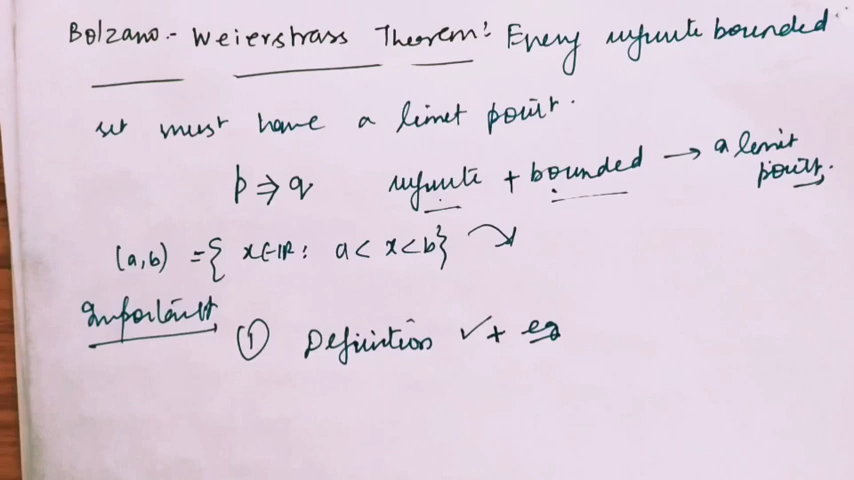 Bolzano - Weierstrass Theorem: Every infinite bounded
set must have a limit point.
p ⇒ q infinite + bounded → a limit point.
(a,b) = { x∈ℝ : a < x < b }
Important
① Definition ✓ + eg